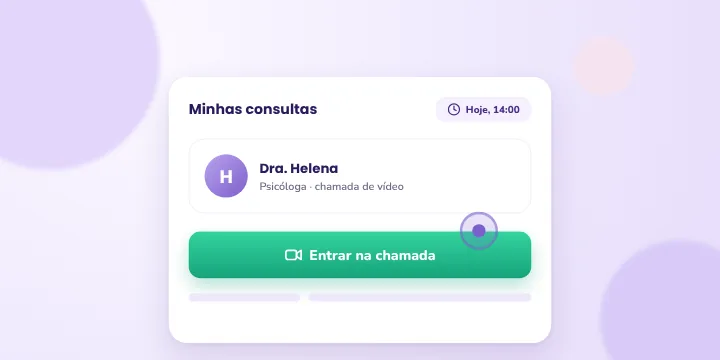 Minhas consultas
Hoje, 14:00
H
Dra. Helena
Psicóloga · chamada de vídeo
Entrar na chamada